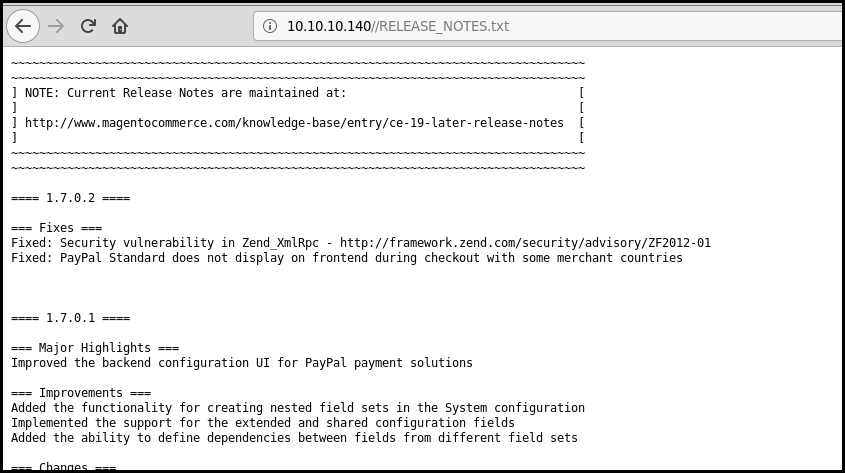 10.10.10.140//RELEASE_NOTES.txt
~~~~~~~~~~~~~~~~~~~~~~~~~~~~~~~~~~~~~~~~~~~~~~~~~~~~~~~~~~~~~~~~~~~~~~~~~~~~~~~~~~
~~~~~~~~~~~~~~~~~~~~~~~~~~~~~~~~~~~~~~~~~~~~~~~~~~~~~~~~~~~~~~~~~~~~~~~~~~~~~~~~~~
] NOTE: Current Release Notes are maintained at:                                 [
]                                                                                [
] http://www.magentocommerce.com/knowledge-base/entry/ce-19-later-release-notes  [
]                                                                                [
~~~~~~~~~~~~~~~~~~~~~~~~~~~~~~~~~~~~~~~~~~~~~~~~~~~~~~~~~~~~~~~~~~~~~~~~~~~~~~~~~~
~~~~~~~~~~~~~~~~~~~~~~~~~~~~~~~~~~~~~~~~~~~~~~~~~~~~~~~~~~~~~~~~~~~~~~~~~~~~~~~~~~
==== 1.7.0.2 ====
=== Fixes ===
Fixed: Security vulnerability in Zend_XmlRpc - http://framework.zend.com/security/advisory/ZF2012-01
Fixed: PayPal Standard does not display on frontend during checkout with some merchant countries
==== 1.7.0.1 ====
=== Major Highlights ===
Improved the backend configuration UI for PayPal payment solutions
=== Improvements ===
Added the functionality for creating nested field sets in the System configuration
Implemented the support for the extended and shared configuration fields
Added the ability to define dependencies between fields from different field sets
=== Changes ===